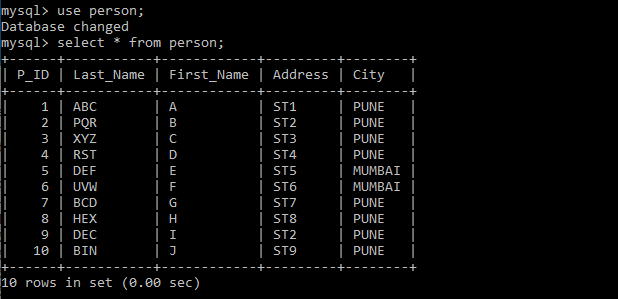 mysql> use person;
Database changed
mysql> select * from person;
+------+-----------+------------+---------+--------+
| P_ID | Last_Name | First_Name | Address | City   |
+------+-----------+------------+---------+--------+
|    1 | ABC       | A          | ST1     | PUNE   |
|    2 | PQR       | B          | ST2     | PUNE   |
|    3 | XYZ       | C          | ST3     | PUNE   |
|    4 | RST       | D          | ST4     | PUNE   |
|    5 | DEF       | E          | ST5     | MUMBAI |
|    6 | UVW       | F          | ST6     | MUMBAI |
|    7 | BCD       | G          | ST7     | PUNE   |
|    8 | HEX       | H          | ST8     | PUNE   |
|    9 | DEC       | I          | ST2     | PUNE   |
|   10 | BIN       | J          | ST9     | PUNE   |
+------+-----------+------------+---------+--------+
10 rows in set (0.00 sec)